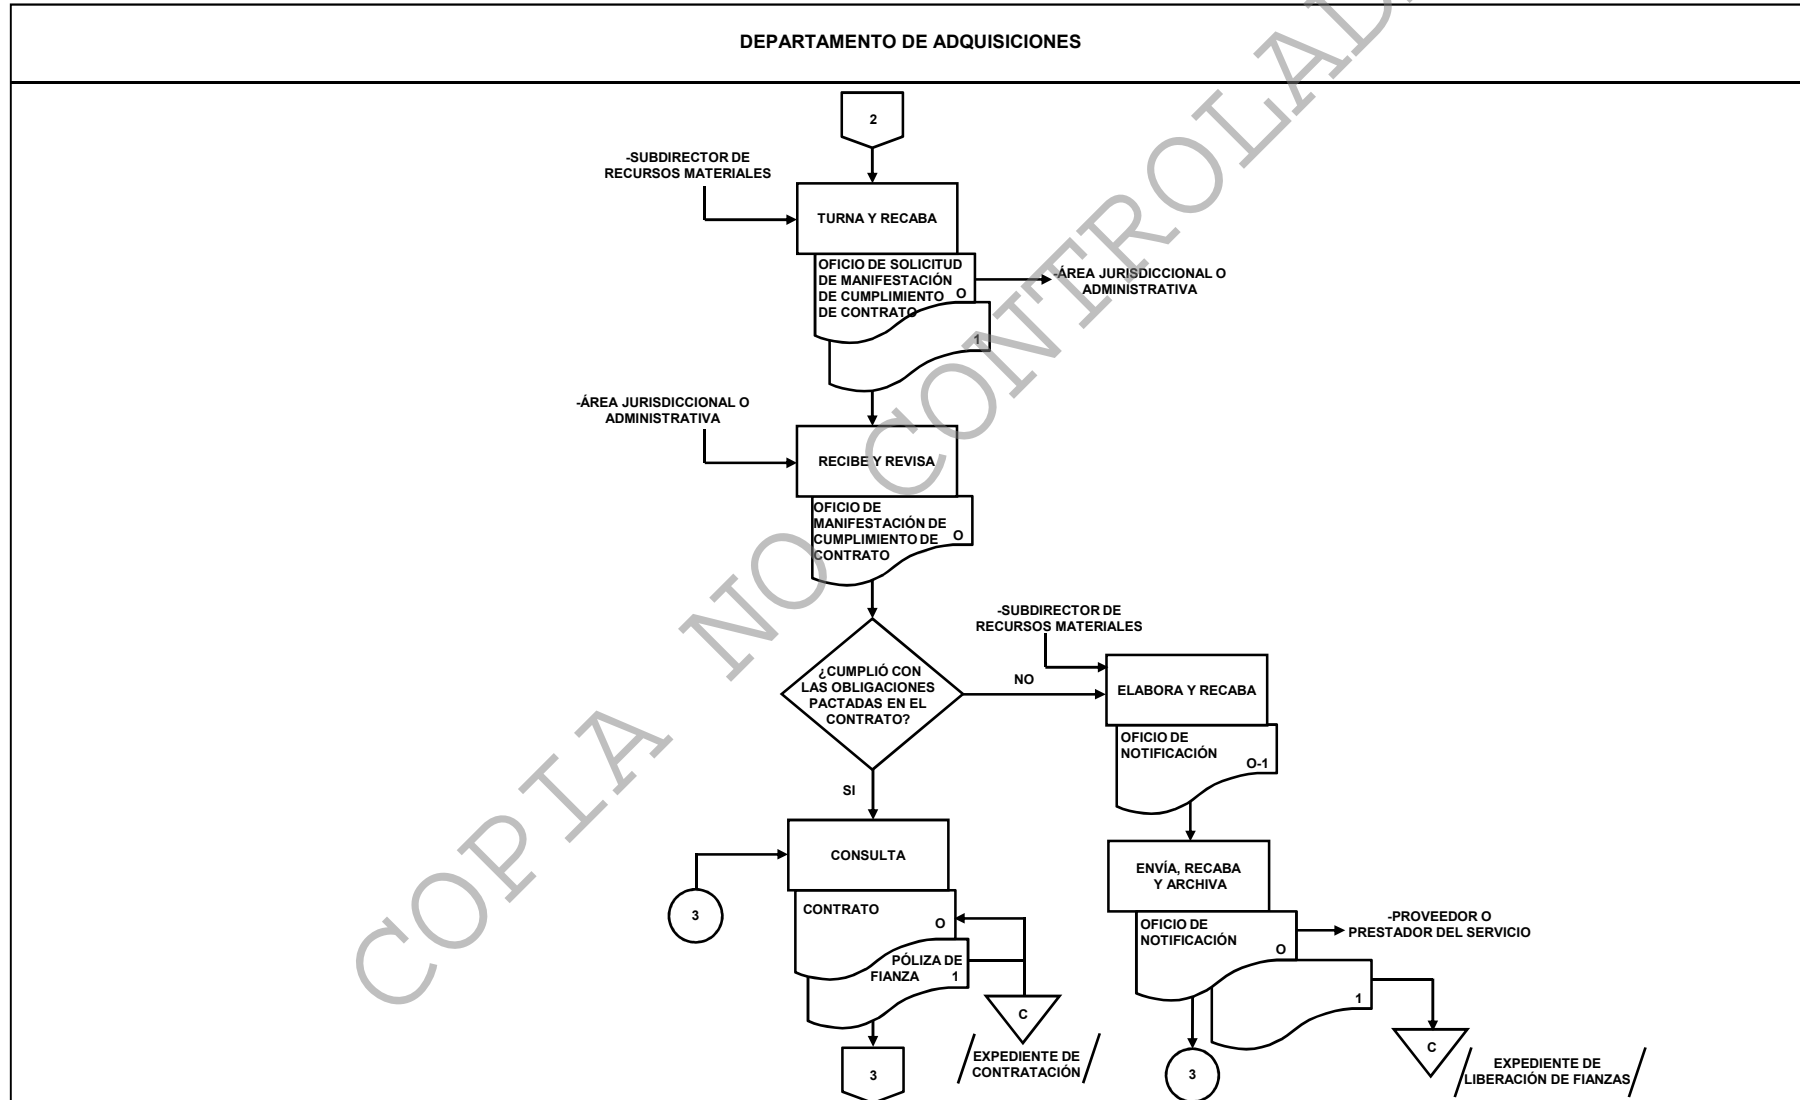 DEPARTAMENTO DE ADQUISICIONES
2
-SUBDIRECTOR DE
RECURSOS MATERIALES
TURNA Y RECABA
OFICIO DE SOLICITUD
DE MANIFESTACIÓN
DE CUMPLIMIENTO
DE CONTRATO
O
-ÁREA JURISDICCIONAL O
ADMINISTRATIVA
1
-ÁREA JURISDICCIONAL O
ADMINISTRATIVA
RECIBE Y REVISA
OFICIO DE
MANIFESTACIÓN DE
CUMPLIMIENTO DE
CONTRATO
O
-SUBDIRECTOR DE
RECURSOS MATERIALES
¿CUMPLIÓ CON
LAS OBLIGACIONES
PACTADAS EN EL
CONTRATO?
NO
ELABORA Y RECABA
OFICIO DE
NOTIFICACIÓN
O-1
SI
CONSULTA
3
CONTRATO
O
PÓLIZA DE
FIANZA 1
C
EXPEDIENTE DE
CONTRATACIÓN
3
ENVÍA, RECABA
Y ARCHIVA
OFICIO DE
NOTIFICACIÓN
O
-PROVEEDOR O
PRESTADOR DEL SERVICIO
1
C
EXPEDIENTE DE
LIBERACIÓN DE FIANZAS
3
COPIA NO CONTROLAD